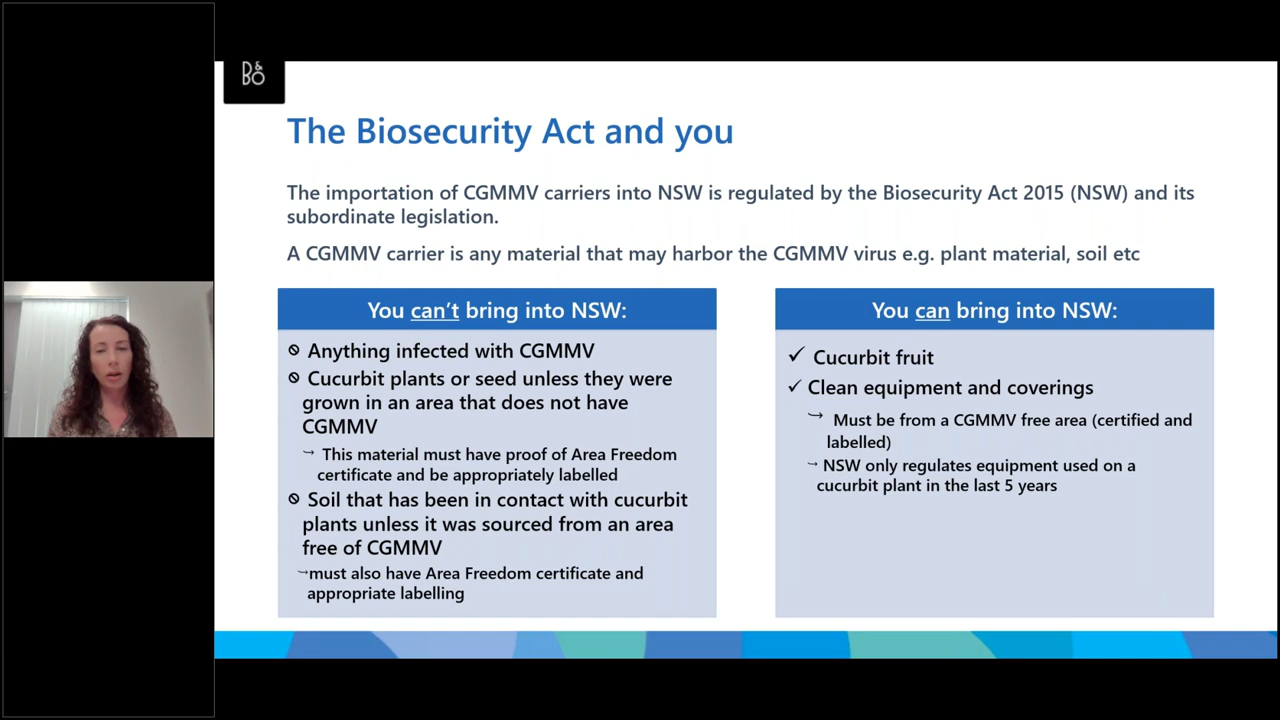 B&
BO
The Biosecurity Act and you
The importation of CGMMV carriers into NSW is regulated by the Biosecurity Act 2015 (NSW) and its
subordinate legislation.
A CGMMV carrier is any material that may harbor the CGMMV virus e.g. plant material, soil etc
You can't bring into NSW:
Anything infected with CGMMV
Cucurbit plants or seed unless they were
grown in an area that does not have
CGMMV
This material must have proof of Area Freedom
certificate and be appropriately labelled
Soil that has been in contact with cucurbit
plants unless it was sourced from an area
free of CGMMV
must also have Area Freedom certificate and
appropriate labelling
You can bring into NSW:
Cucurbit fruit
Clean equipment and coverings
Must be from a CGMMV free area (certified and
labelled)
NSW only regulates equipment used on a
cucurbit plant in the last 5 years